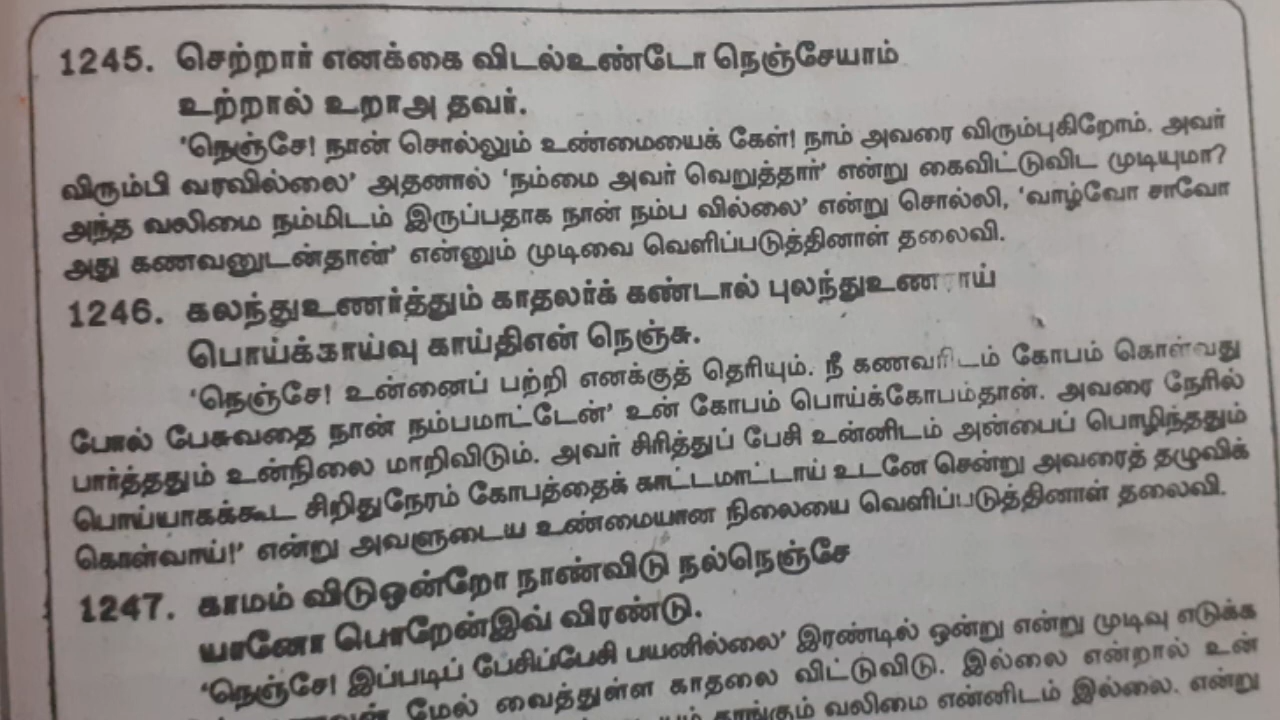 1245. செற்றார் எனக்கை விடல்உண்டோ நெஞ்சேயாம்
உற்றால் உறாஅ தவர்.
'நெஞ்சே! நான் சொல்லும் உண்மையைக் கேள்! நாம் அவரை விரும்புகிறோம். அவர்
விரும்பி வரவில்லை' அதனால் 'நம்மை அவர் வெறுத்தார்' என்று கைவிட்டுவிட முடியுமா?
அந்த வலிமை நம்மிடம் இருப்பதாக நான் நம்ப வில்லை' என்று சொல்லி, 'வாழ்வோ சாவோ
அது கணவனுடன்தான்' என்னும் முடிவை வெளிப்படுத்தினாள் தலைவி.
1246. கலந்துஉணர்த்தும் காதலர்க் கண்டால்
பொய்க்காய்வு காய்திஎன் நெஞ்சு.
'நெஞ்சே! உன்னைப் பற்றி எனக்குத் தெரியும். நீ கணவரிடம் கோபம் கொள்வது
போல் பேசுவதை நான் நம்பமாட்டேன்' உன் கோபம் பொய்க்கோபம்தான். அவரை நேரில்
பார்த்ததும் உன்நிலை மாறிவிடும். அவர் சிரித்துப் பேசி உன்னிடம் அன்பைப் பொழிந்ததும்
பொய்யாகக்கூட சிறிதுநேரம் கோபத்தைக் காட்டமாட்டாய் உடனே சென்று அவரைத் தழுவிக்
கொள்வாய்!' என்று அவளுடைய உண்மையான நிலையை வெளிப்படுத்தினாள் தலைவி.
1247. காமம் விடுஒன்றோ நாண்விடு நல்நெஞ்சே
யானோ பொறேன்இவ் விரண்டு.
'நெஞ்சே! இப்படிப் பேசிப்பேசி பயனில்லை' இரண்டில் ஒன்று என்று முடிவு எடுக்க
மேல் வைத்துள்ள காதலை விட்டுவிடு. இல்லை என்றால் உன்
தாங்கும் வலிமை என்னிடம் இல்லை. என்று